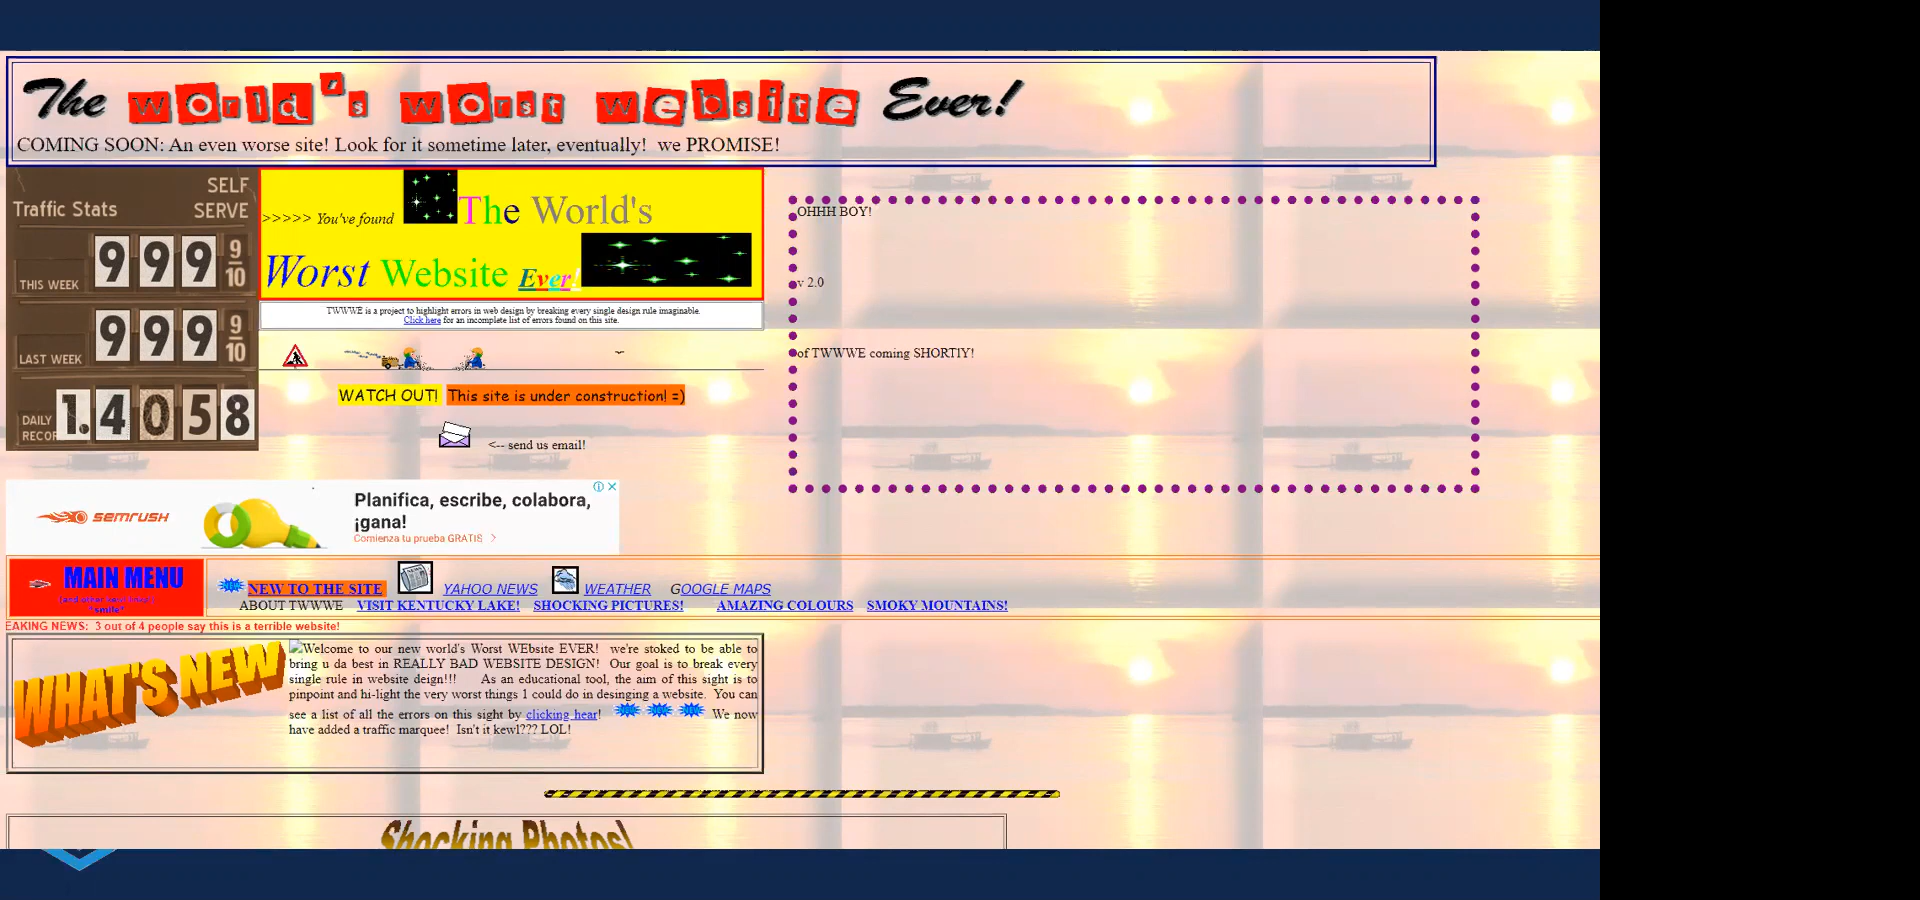 The world's worst website Ever!
COMING SOON: An even worse site! Look for it sometime later, eventually!  we PROMISE!
SELF
Traffic Stats SERVE
999 9/10
THIS WEEK
999 9/10
LAST WEEK
1.4058
DAILY
RECOR
>>>>> You've found The World's
Worst Website Ever!
TWWWE is a project to highlight errors in web design by breaking every single design rule imaginable.
Click here for an incomplete list of errors found on this site.
WATCH OUT! This site is under construction! =)
<-- send us email!
OHHH BOY!
v 2.0
of TWWWE coming SHORTlY!
SEMRUSH
Planifica, escribe, colabora,
¡gana!
Comienza tu prueba GRATIS >
MAIN MENU
*smile*
NEW TO THE SITE YAHOO NEWS WEATHER GOOGLE MAPS
ABOUT TWWWE VISIT KENTUCKY LAKE! SHOCKING PICTURES! AMAZING COLOURS SMOKY MOUNTAINS!
EAKING NEWS:  3 out of 4 people say this is a terrible website!
WHAT'S NEW
Welcome to our new world's Worst WEbsite EVER!  we're stoked to be able to
bring u da best in REALLY BAD WEBSITE DESIGN!  Our goal is to break every
single rule in website deign!!!  As an educational tool, the aim of this sight is to
pinpoint and hi-light the very worst things 1 could do in desinging a website.  You can
see a list of all the errors on this sight by clicking hear! We now
have added a traffic marquee!  Isn't it kewl??? LOL!
Shocking Photos!